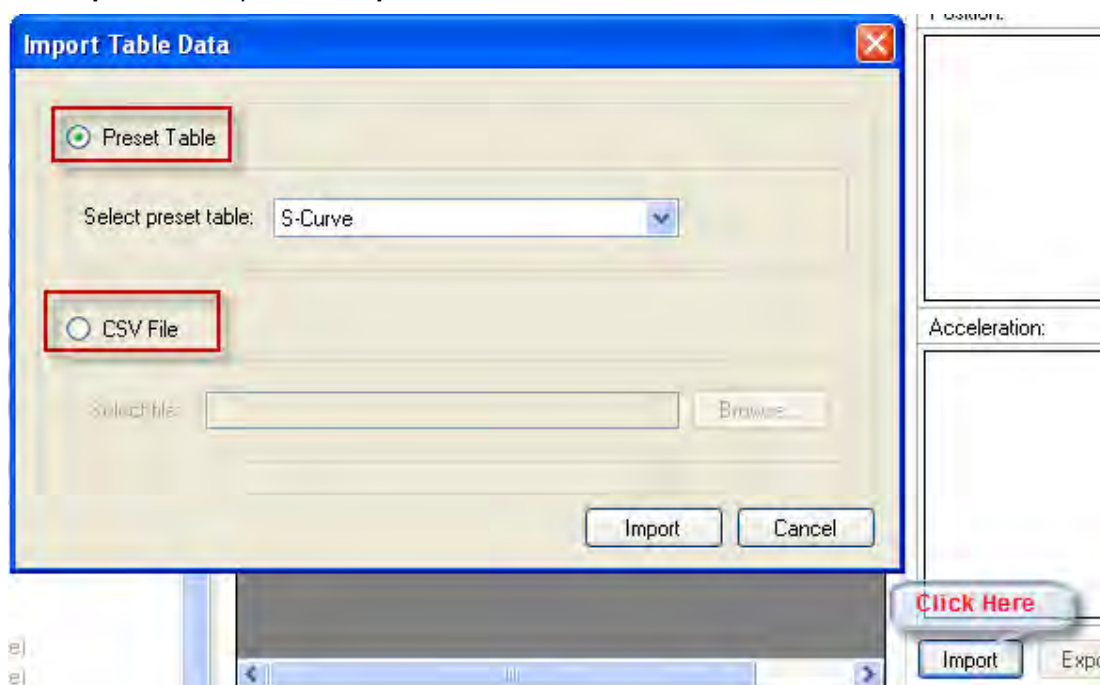 Import Table Data
Position:
Preset Table
Select preset table: S-Curve
CSV File
Acceleration:
Select file: Browse...
Import Cancel
Click Here
e)
Import Expo
e)